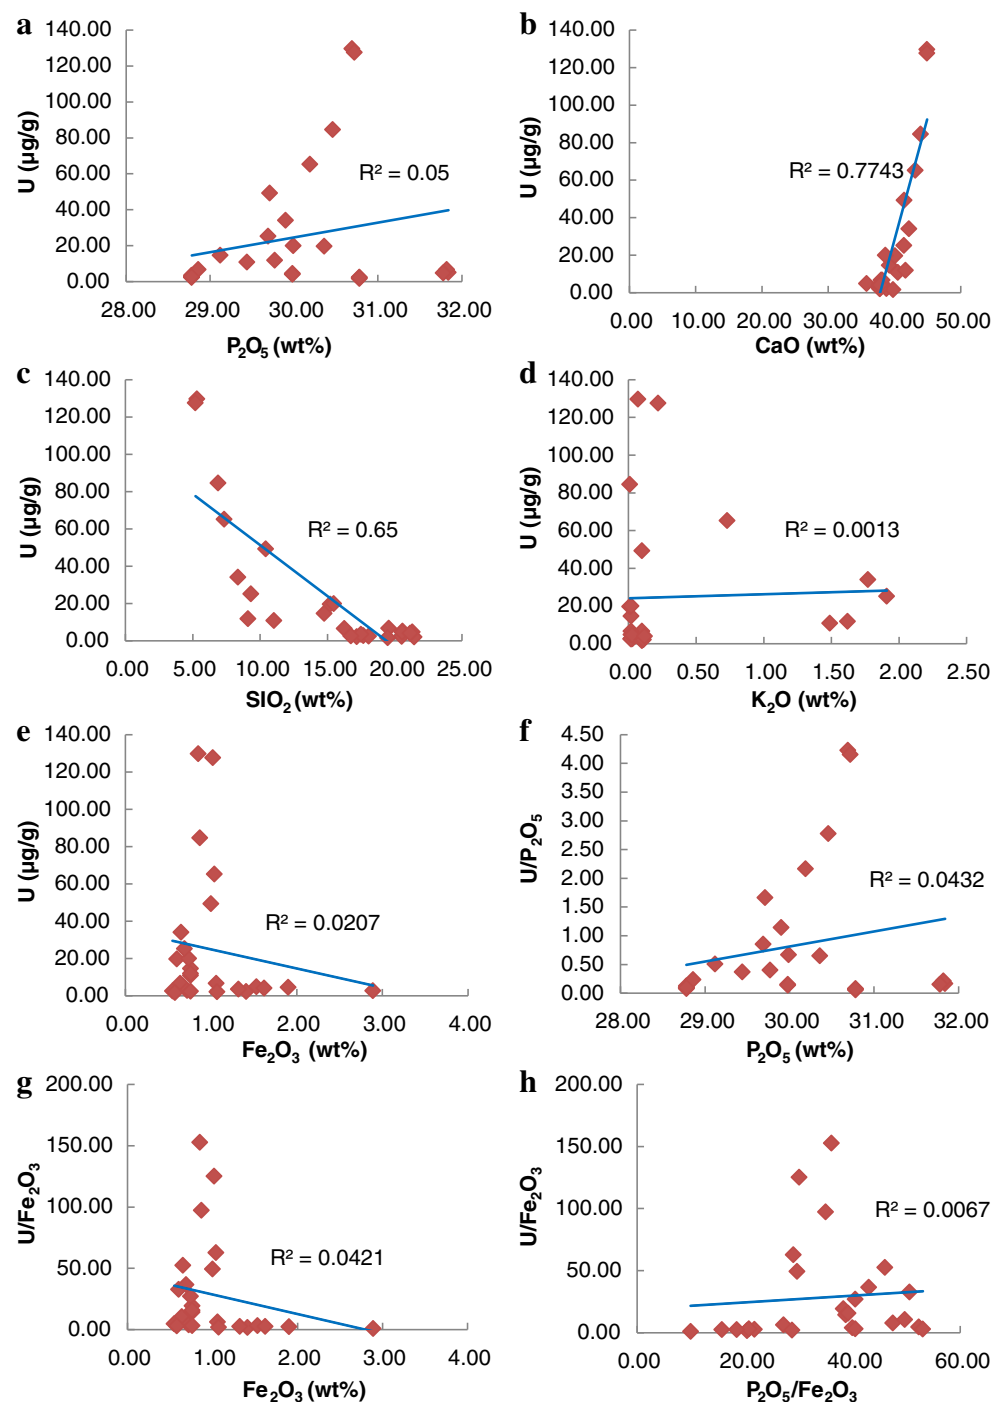 a
140.00
120.00
100.00
80.00
60.00
40.00
20.00
0.00
U (µg/g)
R² = 0.05
28.00 29.00 30.00 31.00 32.00
P₂O₅ (wt%)
b
140.00
120.00
100.00
80.00
60.00
40.00
20.00
0.00
U (µg/g)
R² = 0.7743
0.00 10.00 20.00 30.00 40.00 50.00
CaO (wt%)
c
140.00
120.00
100.00
80.00
60.00
40.00
20.00
0.00
U (µg/g)
R² = 0.65
0.00 5.00 10.00 15.00 20.00 25.00
SIO₂ (wt%)
d
140.00
120.00
100.00
80.00
60.00
40.00
20.00
0.00
U (µg/g)
R² = 0.0013
0.00 0.50 1.00 1.50 2.00 2.50
K₂O (wt%)
e
140.00
120.00
100.00
80.00
60.00
40.00
20.00
0.00
U (µg/g)
R² = 0.0207
0.00 1.00 2.00 3.00 4.00
Fe₂O₃ (wt%)
f
4.50
4.00
3.50
3.00
2.50
2.00
1.50
1.00
0.50
0.00
U/P₂O₅
R² = 0.0432
28.00 29.00 30.00 31.00 32.00
P₂O₅ (wt%)
g
200.00
150.00
100.00
50.00
0.00
U/Fe₂O₃
R² = 0.0421
0.00 1.00 2.00 3.00 4.00
Fe₂O₃ (wt%)
h
200.00
150.00
100.00
50.00
0.00
U/Fe₂O₃
R² = 0.0067
0.00 20.00 40.00 60.00
P₂O₅/Fe₂O₃